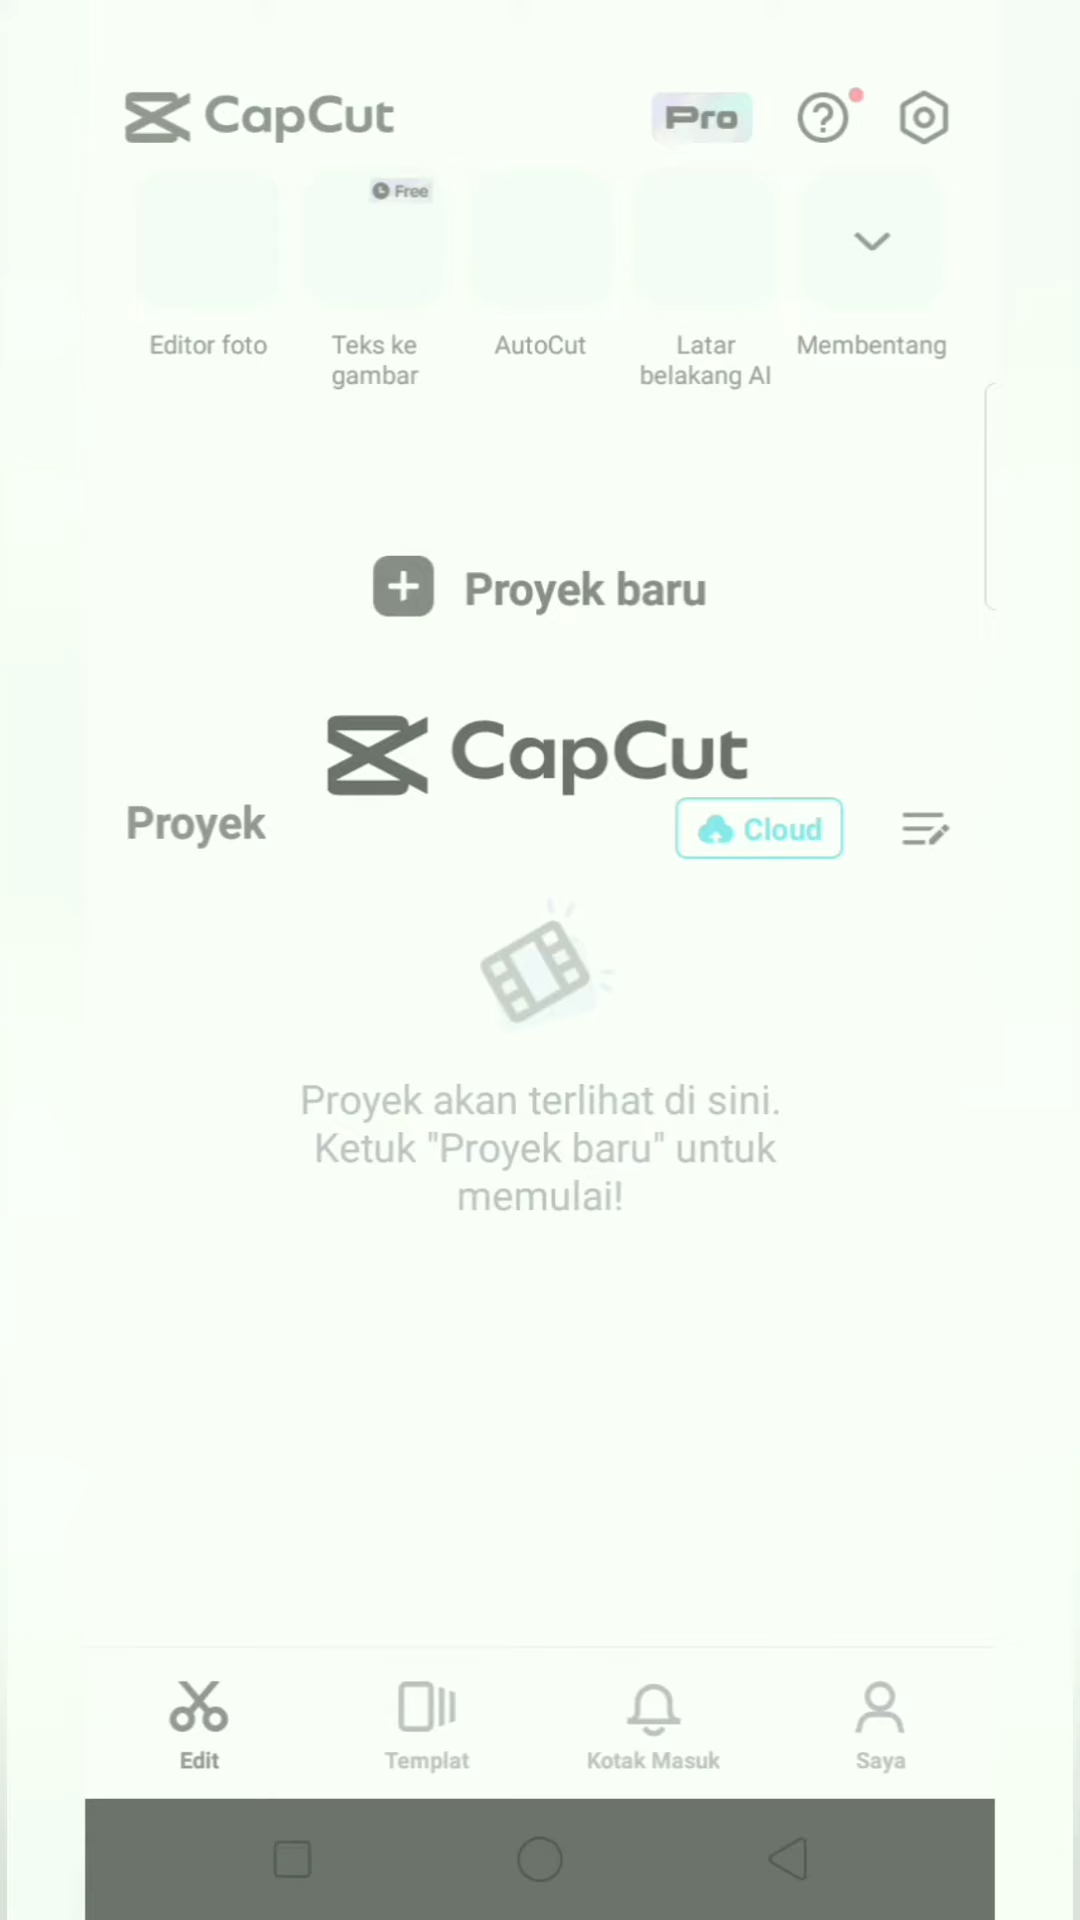 CapCut
Pro
Free
Editor foto
Teks ke
gambar
AutoCut
Latar
belakang AI
Membentang
Proyek baru
CapCut
Proyek
Cloud
Proyek akan terlihat di sini.
Ketuk "Proyek baru" untuk
memulai!
Edit
Templat
Kotak Masuk
Saya